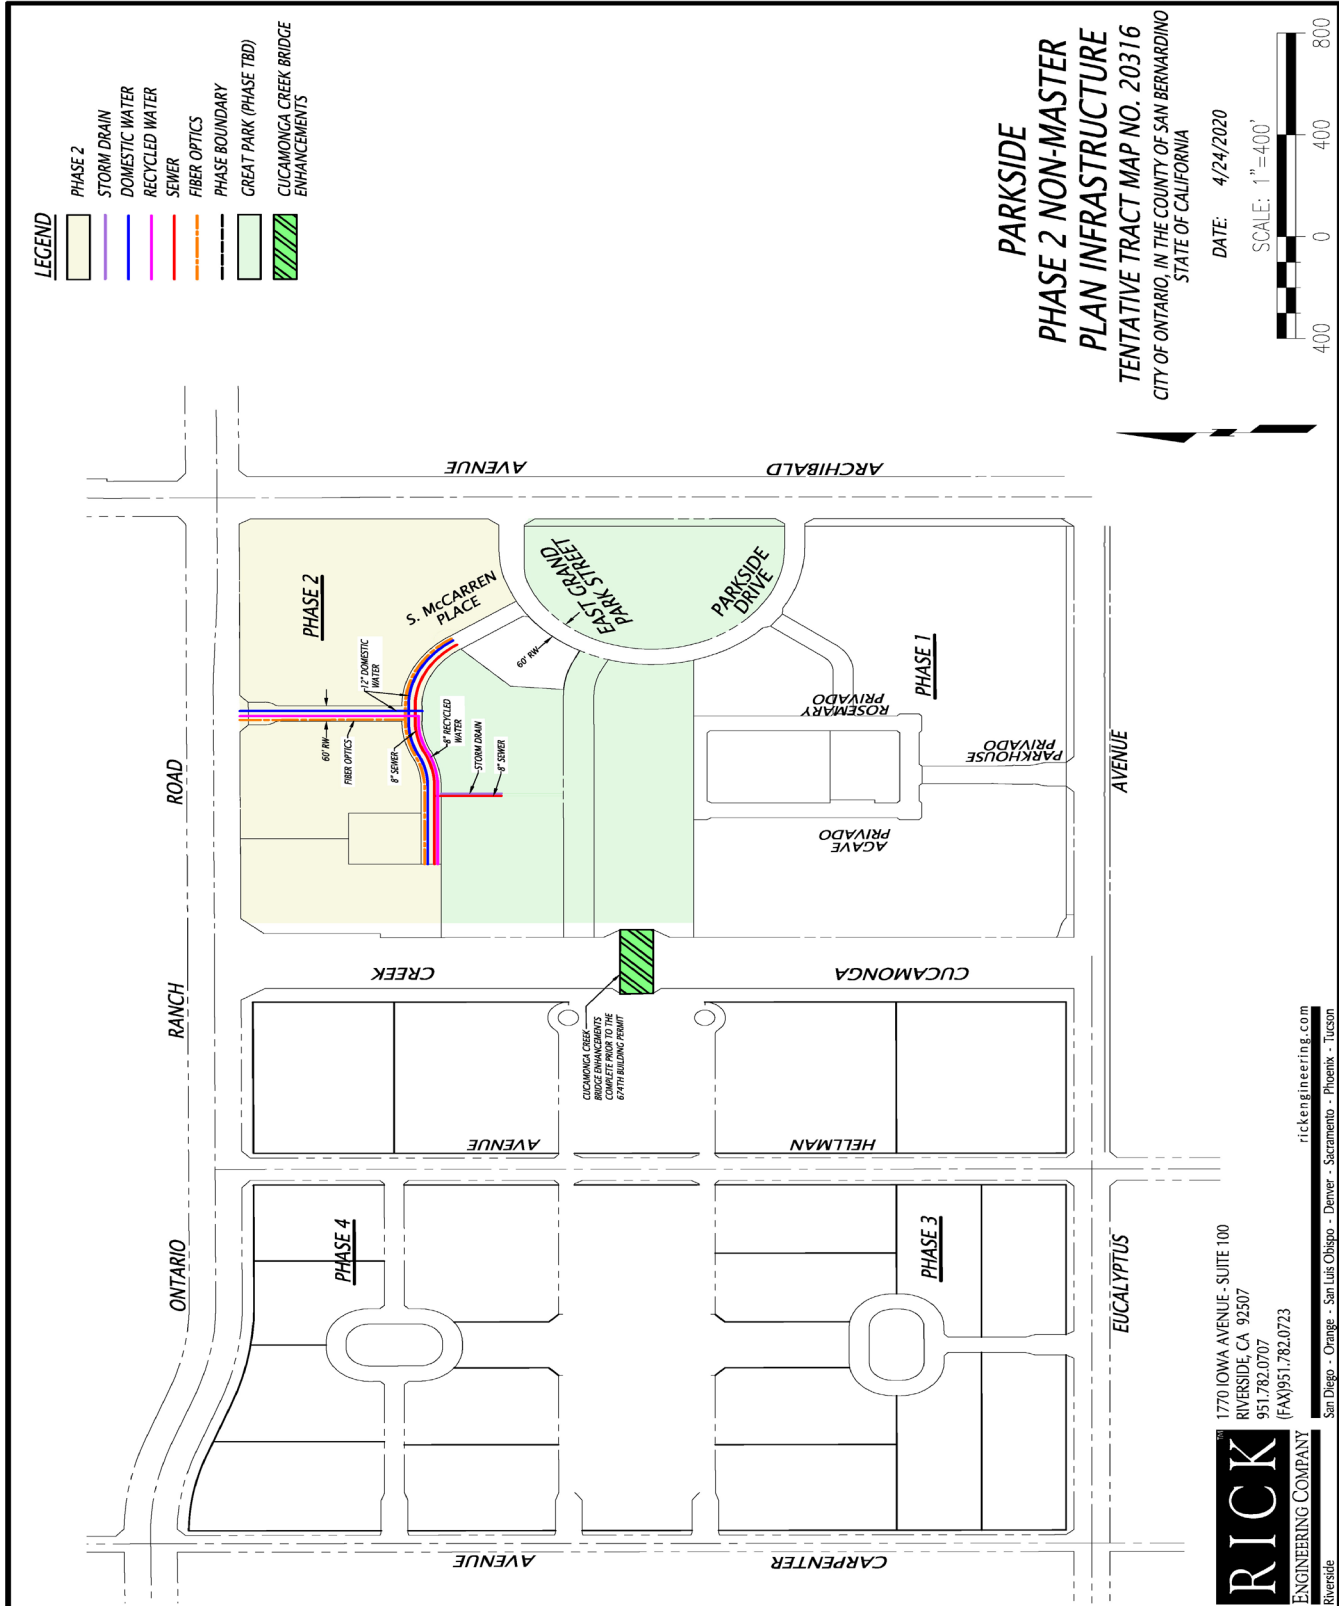 LEGEND
PHASE 2
STORM DRAIN
DOMESTIC WATER
RECYCLED WATER
SEWER
FIBER OPTICS
PHASE BOUNDARY
GREAT PARK (PHASE TBD)
CUCAMONGA CREEK BRIDGE
ENHANCEMENTS
PARKSIDE
PHASE 2 NON-MASTER
PLAN INFRASTRUCTURE
TENTATIVE TRACT MAP NO. 20316
CITY OF ONTARIO, IN THE COUNTY OF SAN BERNARDINO
STATE OF CALIFORNIA
DATE: 4/24/2020
SCALE: 1"=400'
400 0 400 800
ONTARIO RANCH ROAD
PHASE 4
PHASE 2
60' RW
FIBER OPTICS
12" DOMESTIC
WATER
8" SEWER
8" RECYCLED
WATER
STORM DRAIN
8" SEWER
S. McCARREN
PLACE
60' RW
EAST GRAND
PARK STREET
PARKSIDE
DRIVE
CUCAMONGA CREEK
BRIDGE ENHANCEMENTS
COMPLETE PRIOR TO THE
674TH BUILDING PERMIT
CARPENTER AVENUE
HELLMAN AVENUE
CUCAMONGA CREEK
ARCHIBALD AVENUE
AGAVE
PRIVADO
ROSEMARY
PRIVADO
PARKHOUSE
PRIVADO
PHASE 3
PHASE 1
EUCALYPTUS AVENUE
RICK
TM
ENGINEERING COMPANY
1770 IOWA AVENUE - SUITE 100
RIVERSIDE, CA 92507
951.782.0707
(FAX)951.782.0723
rickengineering.com
Riverside San Diego - Orange - San Luis Obispo - Denver - Sacramento - Phoenix - Tucson